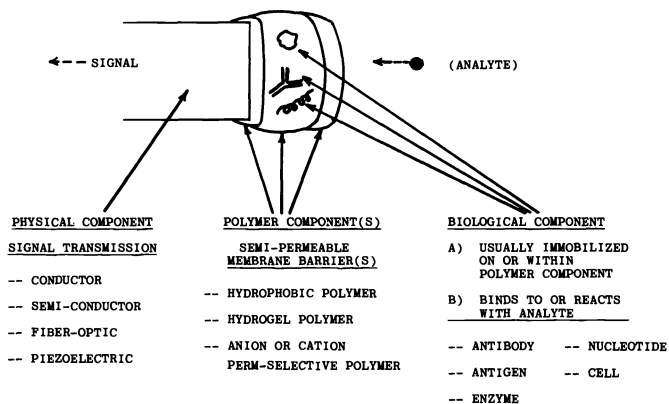 <--- SIGNAL
(ANALYTE)
PHYSICAL COMPONENT
SIGNAL TRANSMISSION
-- CONDUCTOR
-- SEMI-CONDUCTOR
-- FIBER-OPTIC
-- PIEZOELECTRIC
POLYMER COMPONENT(S)
SEMI-PERMEABLE
MEMBRANE BARRIER(S)
-- HYDROPHOBIC POLYMER
-- HYDROGEL POLYMER
-- ANION OR CATION
PERM-SELECTIVE POLYMER
BIOLOGICAL COMPONENT
A) USUALLY IMMOBILIZED
ON OR WITHIN
POLYMER COMPONENT
B) BINDS TO OR REACTS
WITH ANALYTE
-- ANTIBODY -- NUCLEOTIDE
-- ANTIGEN -- CELL
-- ENZYME